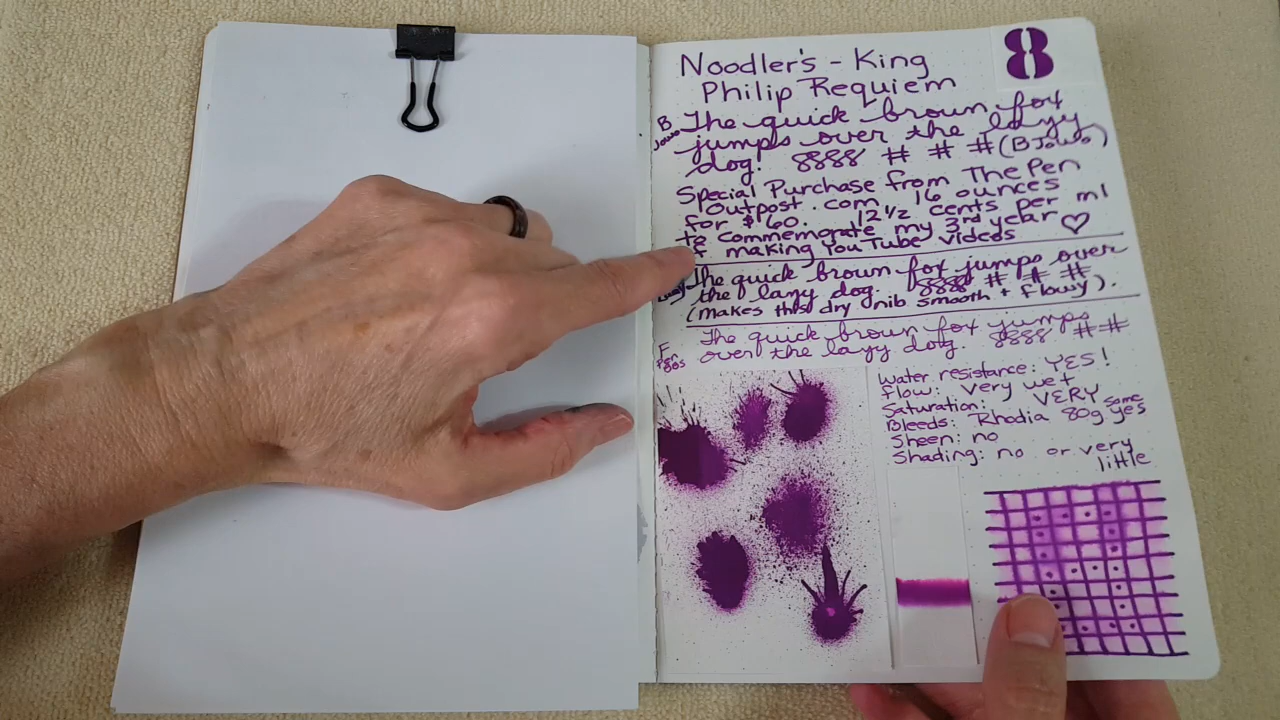 8
Noodler's - King
Philip Requiem
B
Jowo
The quick brown fox
jumps over the lazy
dog. 8888 # # # (B Jowo)
Special Purchase from The Pen
Outpost.com 16 ounces
for $60. 12 1/2 cents per ml
to commemorate my 3rd year
making YouTube videos ♡
The quick brown fox jumps over
the lazy dog. 8888 # # #
(makes this dry nib smooth + flowy).
F
The quick brown fox jumps
over the lazy dog. 8888 # #
Water resistance: YES!
Flow: Very wet
Saturation: VERY
Bleeds: Rhodia 80g some yes
Sheen: no
Shading: no or very
little